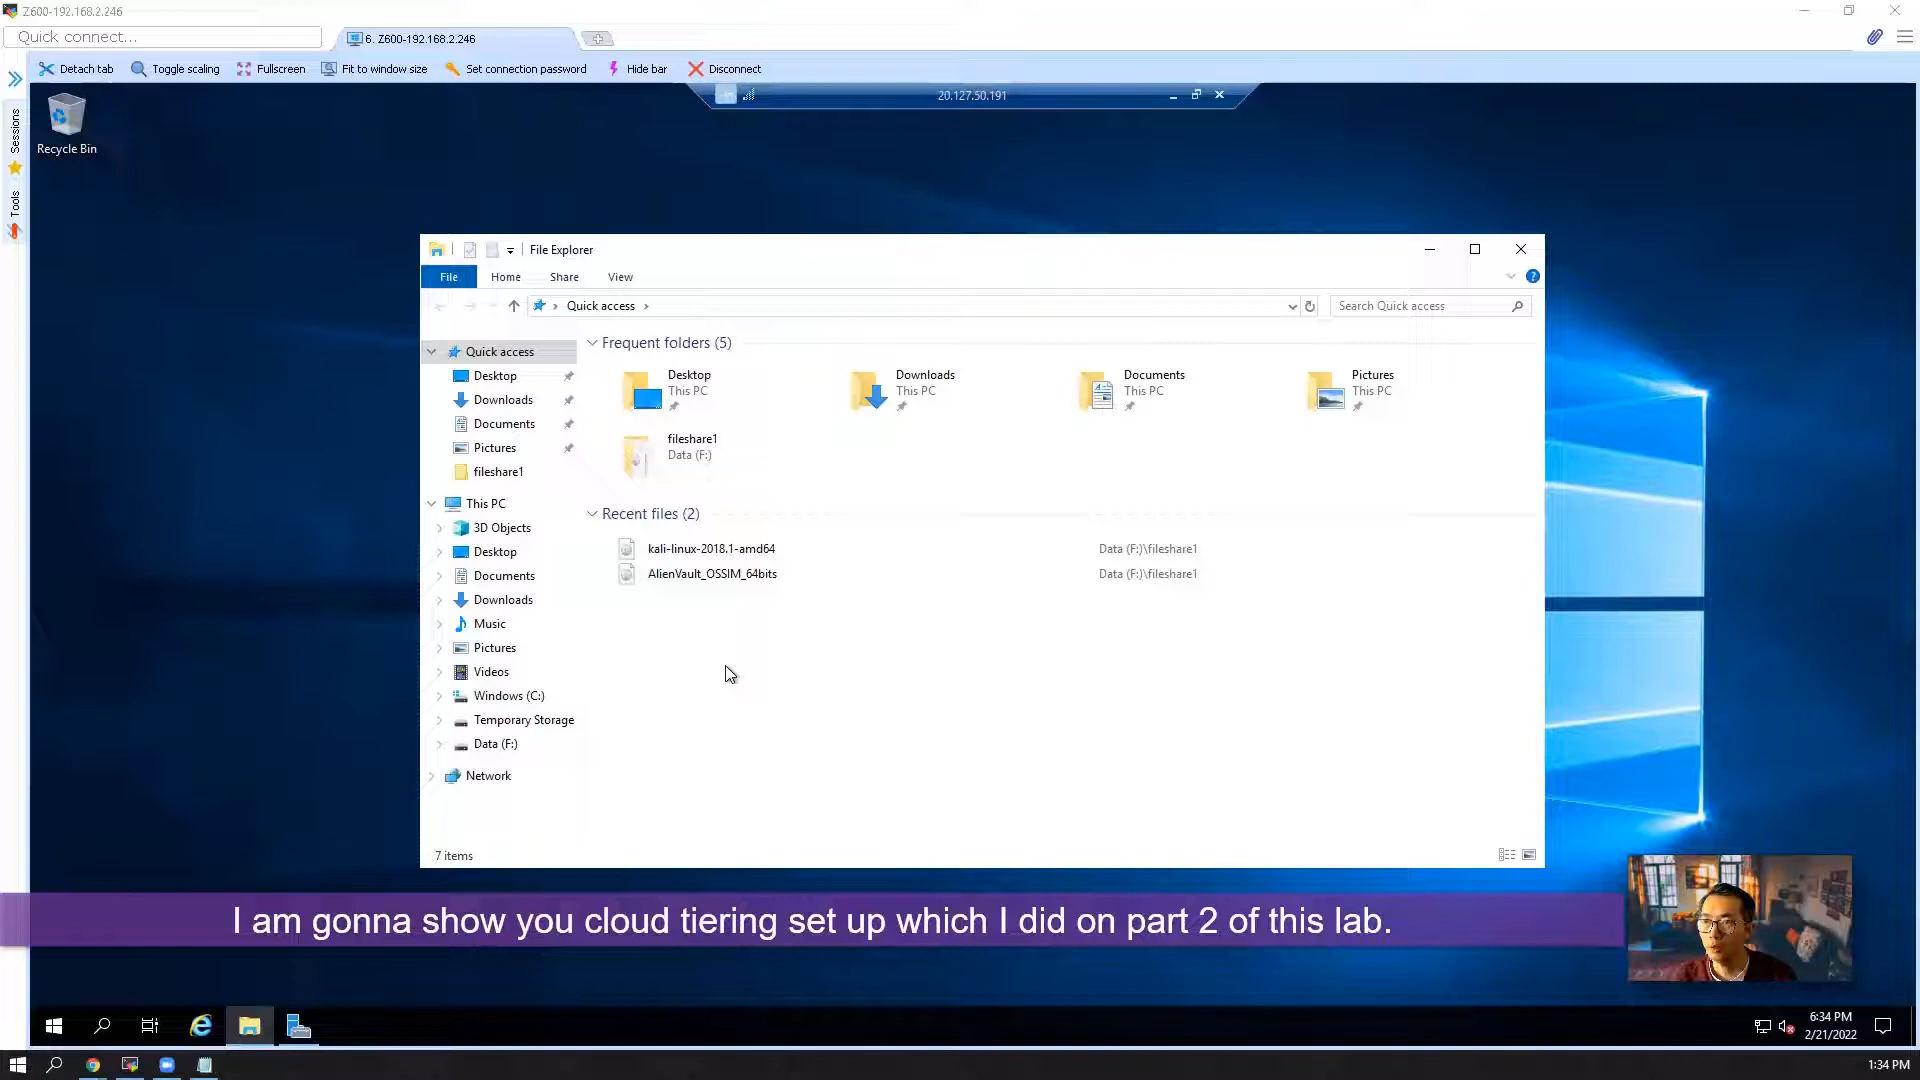 Z600-192.168.2.246
Quick connect...
6. Z600-192.168.2.246
Detach tab
Toggle scaling
Fullscreen
Fit to window size
Set connection password
Hide bar
Disconnect
Sessions
Tools
20.127.50.191
Recycle Bin
File Explorer
File
Home
Share
View
Quick access
Search Quick access
Quick access
Desktop
Downloads
Documents
Pictures
fileshare1
This PC
3D Objects
Desktop
Documents
Downloads
Music
Pictures
Videos
Windows (C:)
Temporary Storage
Data (F:)
Network
Frequent folders (5)
Desktop
This PC
Downloads
This PC
Documents
This PC
Pictures
This PC
fileshare1
Data (F:)
Recent files (2)
kali-linux-2018.1-amd64
Data (F:)\fileshare1
AlienVault_OSSIM_64bits
Data (F:)\fileshare1
7 items
I am gonna show you cloud tiering set up which I did on part 2 of this lab.
6:34 PM
2/21/2022
1:34 PM